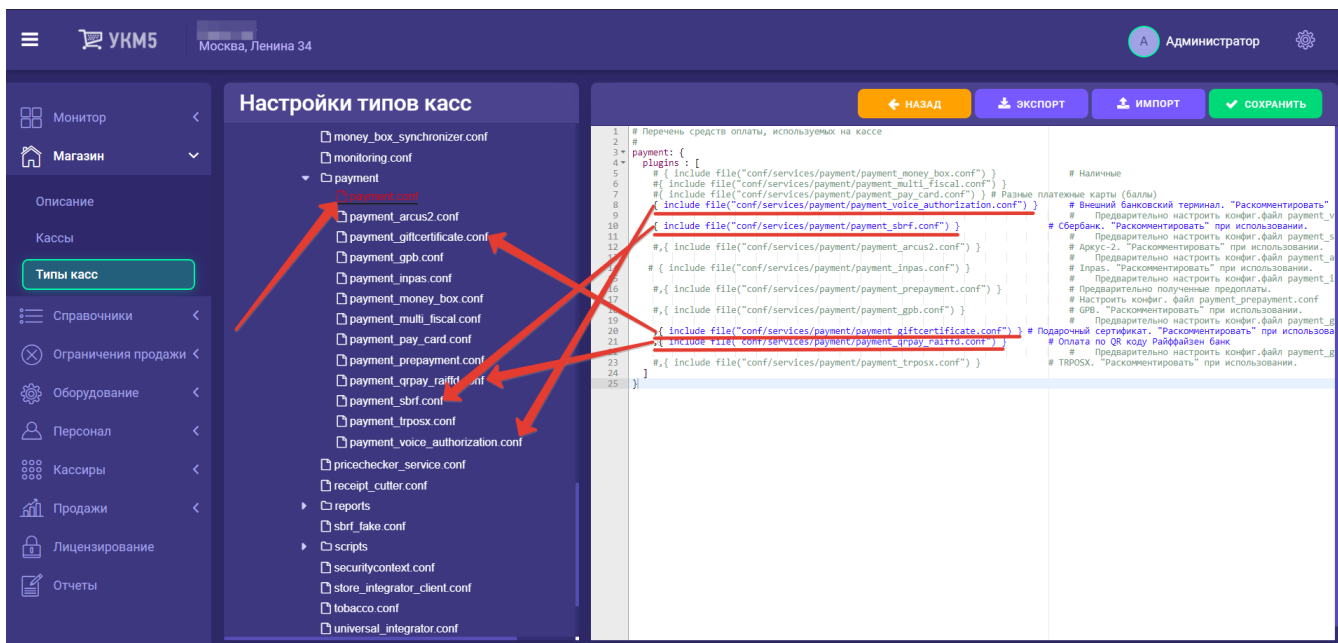 УКМ5
Москва, Ленина 34
А
Администратор
Монитор
Магазин
Описание
Кассы
Типы касс
Справочники
Ограничения продажи
Оборудование
Персонал
Кассиры
Продажи
Лицензирование
Отчеты
Настройки типов касс
money_box_synchronizer.conf
monitoring.conf
payment
payment.conf
payment_arcus2.conf
payment_giftcertificate.conf
payment_gpb.conf
payment_inpas.conf
payment_money_box.conf
payment_multi_fiscal.conf
payment_pay_card.conf
payment_prepayment.conf
payment_qrpay_raiffd.conf
payment_sbrf.conf
payment_trposx.conf
payment_voice_authorization.conf
pricechecker_service.conf
receipt_cutter.conf
reports
sbrf_fake.conf
scripts
securitycontext.conf
store_integrator_client.conf
tobacco.conf
universal_integrator.conf
НАЗАД
ЭКСПОРТ
ИМПОРТ
СОХРАНИТЬ
1 # Перечень средств оплаты, используемых на кассе
2 #
3 payment: {
4 plugins : [
5 # { include file("conf/services/payment/payment_money_box.conf") } # Наличные
6 #{ include file("conf/services/payment/payment_multi_fiscal.conf") }
7 #{ include file("conf/services/payment/payment_pay_card.conf") } # Разные платежные карты (баллы)
8 { include file("conf/services/payment/payment_voice_authorization.conf") } # Внешний банковский терминал. "Раскомментировать"
9 # Предварительно настроить конфиг.файл payment_v
10 ,{ include file("conf/services/payment/payment_sbrf.conf") } # Сбербанк. "Раскомментировать" при использовании.
11 # Предварительно настроить конфиг.файл payment_s
12 #,{ include file("conf/services/payment/payment_arcus2.conf") } # Аркус-2. "Раскомментировать" при использовании.
13 # Предварительно настроить конфиг.файл payment_a
14 # { include file("conf/services/payment/payment_inpas.conf") } # Inpas. "Раскомментировать" при использовании.
15 # Предварительно настроить конфиг.файл payment_i
16 #,{ include file("conf/services/payment/payment_prepayment.conf") } # Предварительно полученные предоплаты.
17 # Настроить конфиг. файл payment_prepayment.conf
18 #,{ include file("conf/services/payment/payment_gpb.conf") } # GPB. "Раскомментировать" при использовании.
19 # Предварительно настроить конфиг.файл payment_g
20 ,{ include file("conf/services/payment/payment_giftcertificate.conf") } # Подарочный сертификат. "Раскомментировать" при использова
21 ,{ include file("conf/services/payment/payment_qrpay_raiffd.conf") } # Оплата по QR коду Райффайзен банк
22 # Предварительно настроить конфиг.файл payment_g
23 #,{ include file("conf/services/payment/payment_trposx.conf") } # TRPOSX. "Раскомментировать" при использовании.
24 ]
25 }